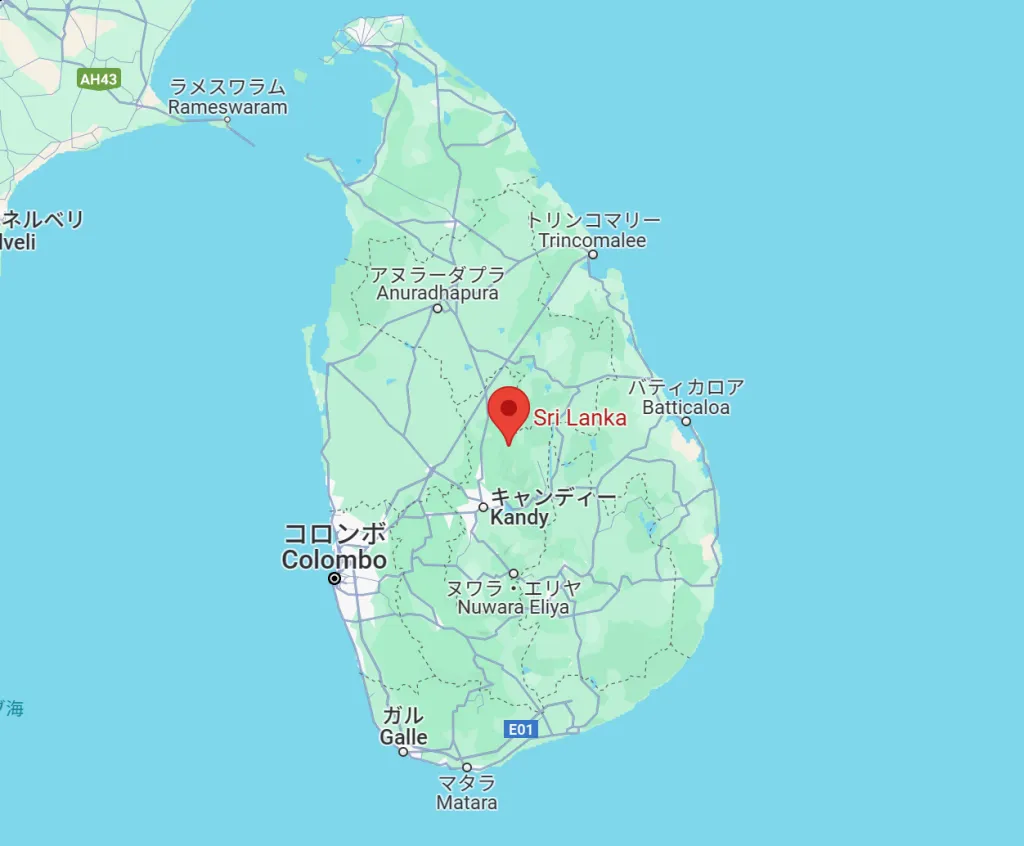 AH43
ラメスワラム
Rameswaram
ネルベリ
lveli
トリンコマリー
Trincomalee
アヌラーダプラ
Anuradhapura
バティカロア
Batticaloa
Sri Lanka
キャンディー
Kandy
コロンボ
Colombo
ヌワラ・エリヤ
Nuwara Eliya
海
ガル
Galle
E01
マタラ
Matara